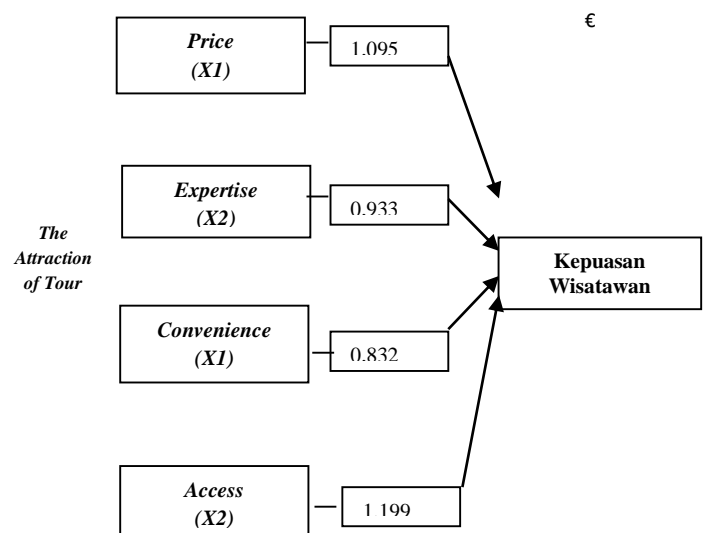 €
Price
(X1)
1.095
Expertise
(X2)
0.933
The
Attraction
of Tour
Kepuasan
Wisatawan
Convenience
(X1)
0.832
Access
(X2)
1.199